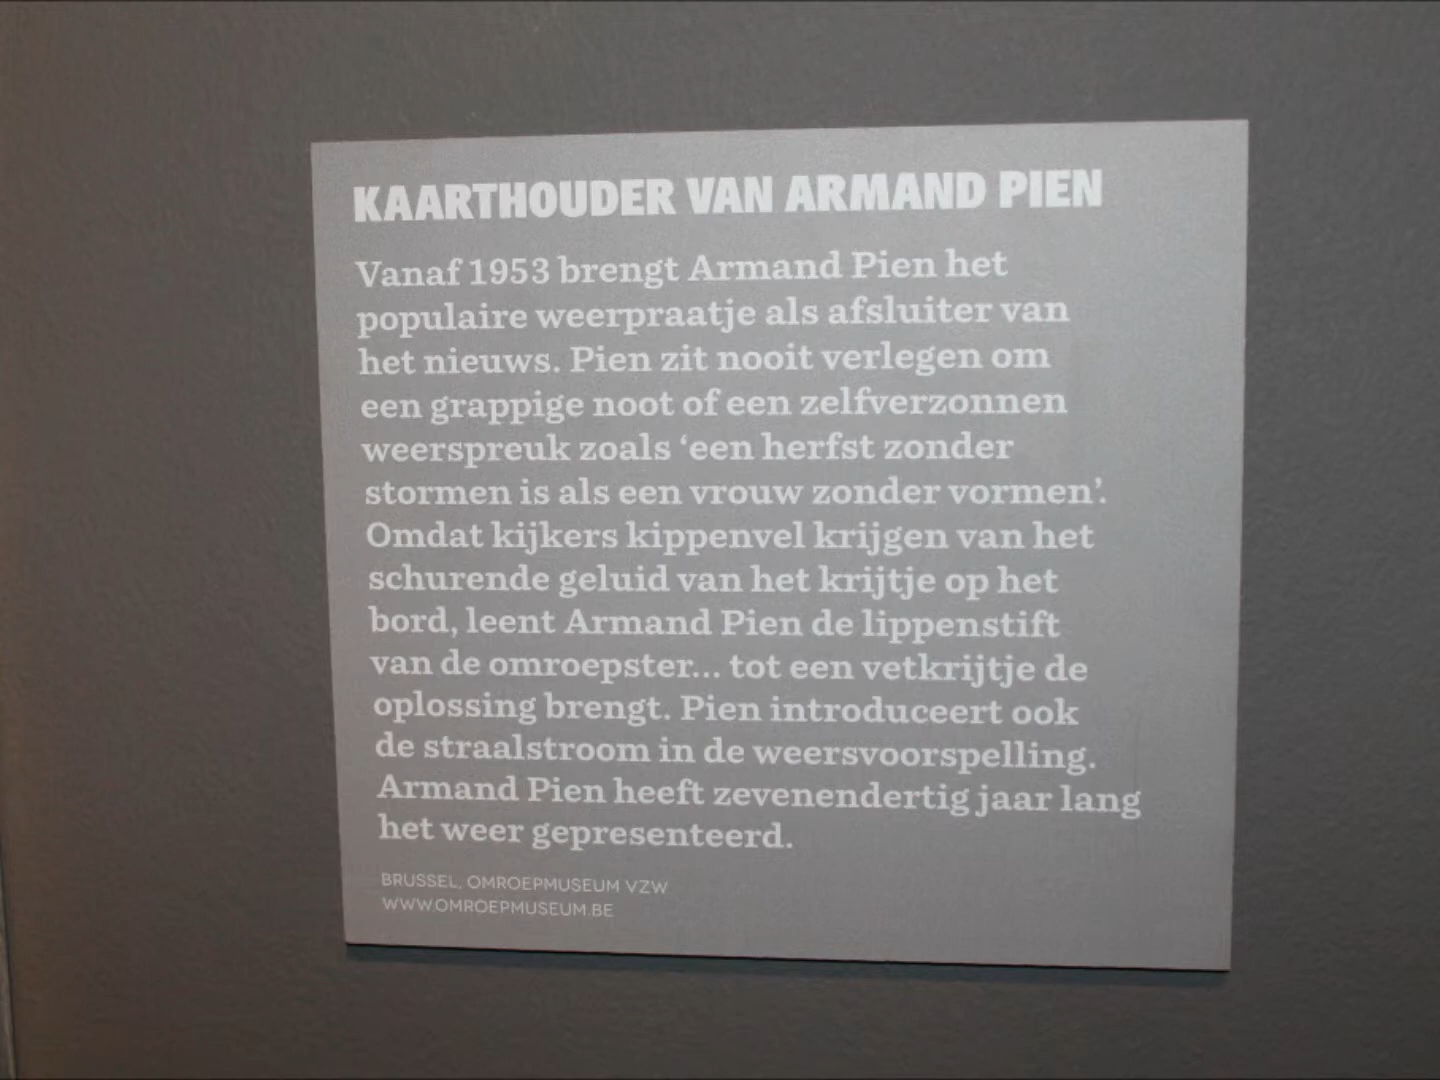 KAARTHOUDER VAN ARMAND PIEN
Vanaf 1953 brengt Armand Pien het
populaire weerpraatje als afsluiter van
het nieuws. Pien zit nooit verlegen om
een grappige noot of een zelfverzonnen
weerspreuk zoals ‘een herfst zonder
stormen is als een vrouw zonder vormen’.
Omdat kijkers kippenvel krijgen van het
schurende geluid van het krijtje op het
bord, leent Armand Pien de lippenstift
van de omroepster... tot een vetkrijtje de
oplossing brengt. Pien introduceert ook
de straalstroom in de weersvoorspelling.
Armand Pien heeft zevenendertig jaar lang
het weer gepresenteerd.
BRUSSEL, OMROEPMUSEUM VZW
WWW.OMROEPMUSEUM.BE